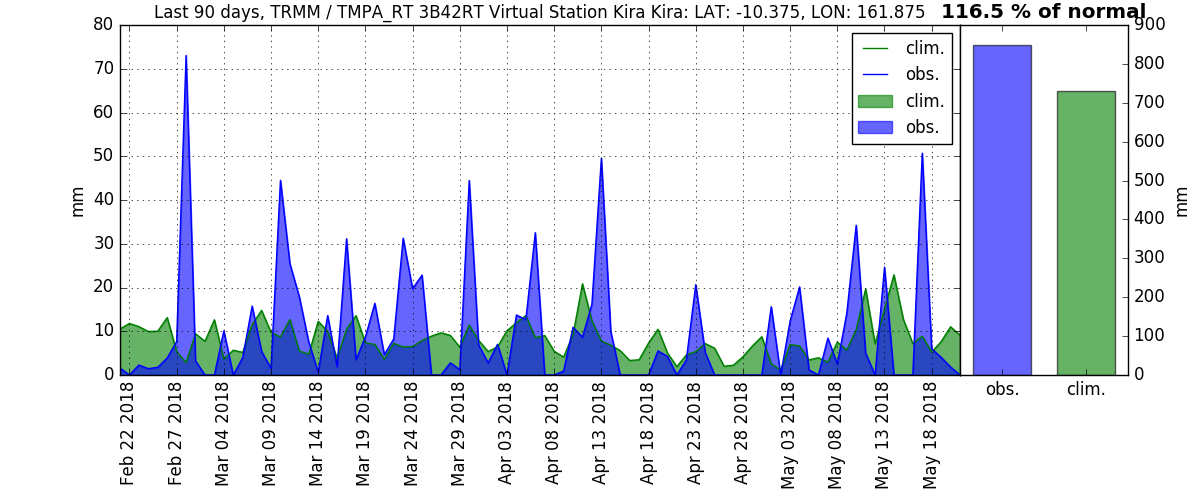 Last 90 days, TRMM / TMPA_RT 3B42RT Virtual Station Kira Kira: LAT: -10.375, LON: 161.875 116.5 % of normal
80
70
60
50
40
30
20
10
0
mm
clim.
obs.
clim.
obs.
900
800
700
600
500
400
300
200
100
0
mm
obs.
clim.
Feb 22 2018
Feb 27 2018
Mar 04 2018
Mar 09 2018
Mar 14 2018
Mar 19 2018
Mar 24 2018
Mar 29 2018
Apr 03 2018
Apr 08 2018
Apr 13 2018
Apr 18 2018
Apr 23 2018
Apr 28 2018
May 03 2018
May 08 2018
May 13 2018
May 18 2018